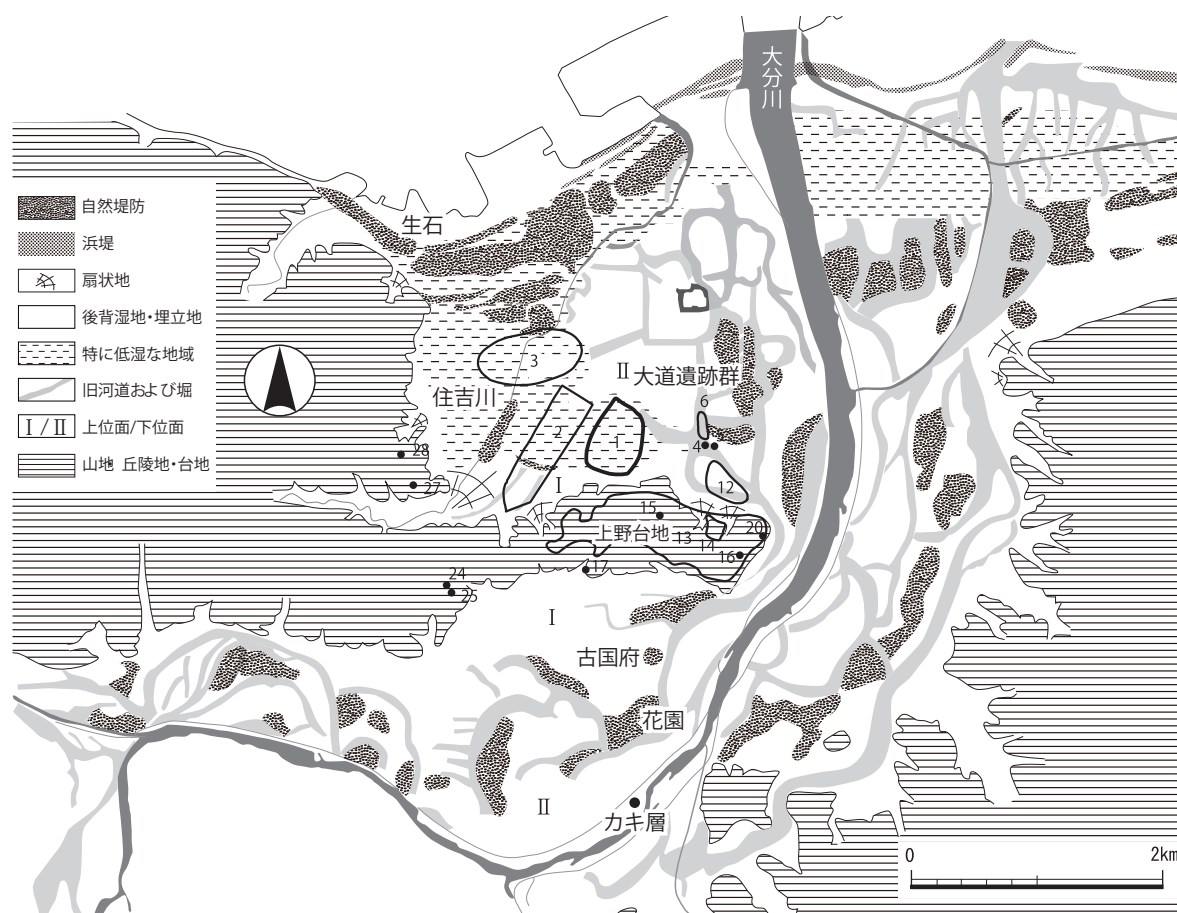 大分川
生石
自然堤防
浜堤
扇状地
後背湿地・埋立地
特に低湿な地域
旧河道および堀
Ⅰ/Ⅱ 上位面/下位面
山地 丘陵地・台地
3
Ⅱ 大道遺跡群
住吉川
6
2
1
4
28
27
12
Ⅰ
15
上野台地
13
14
20
16
17
24
25
Ⅰ
古国府
花園
Ⅱ
カキ層
0 2km